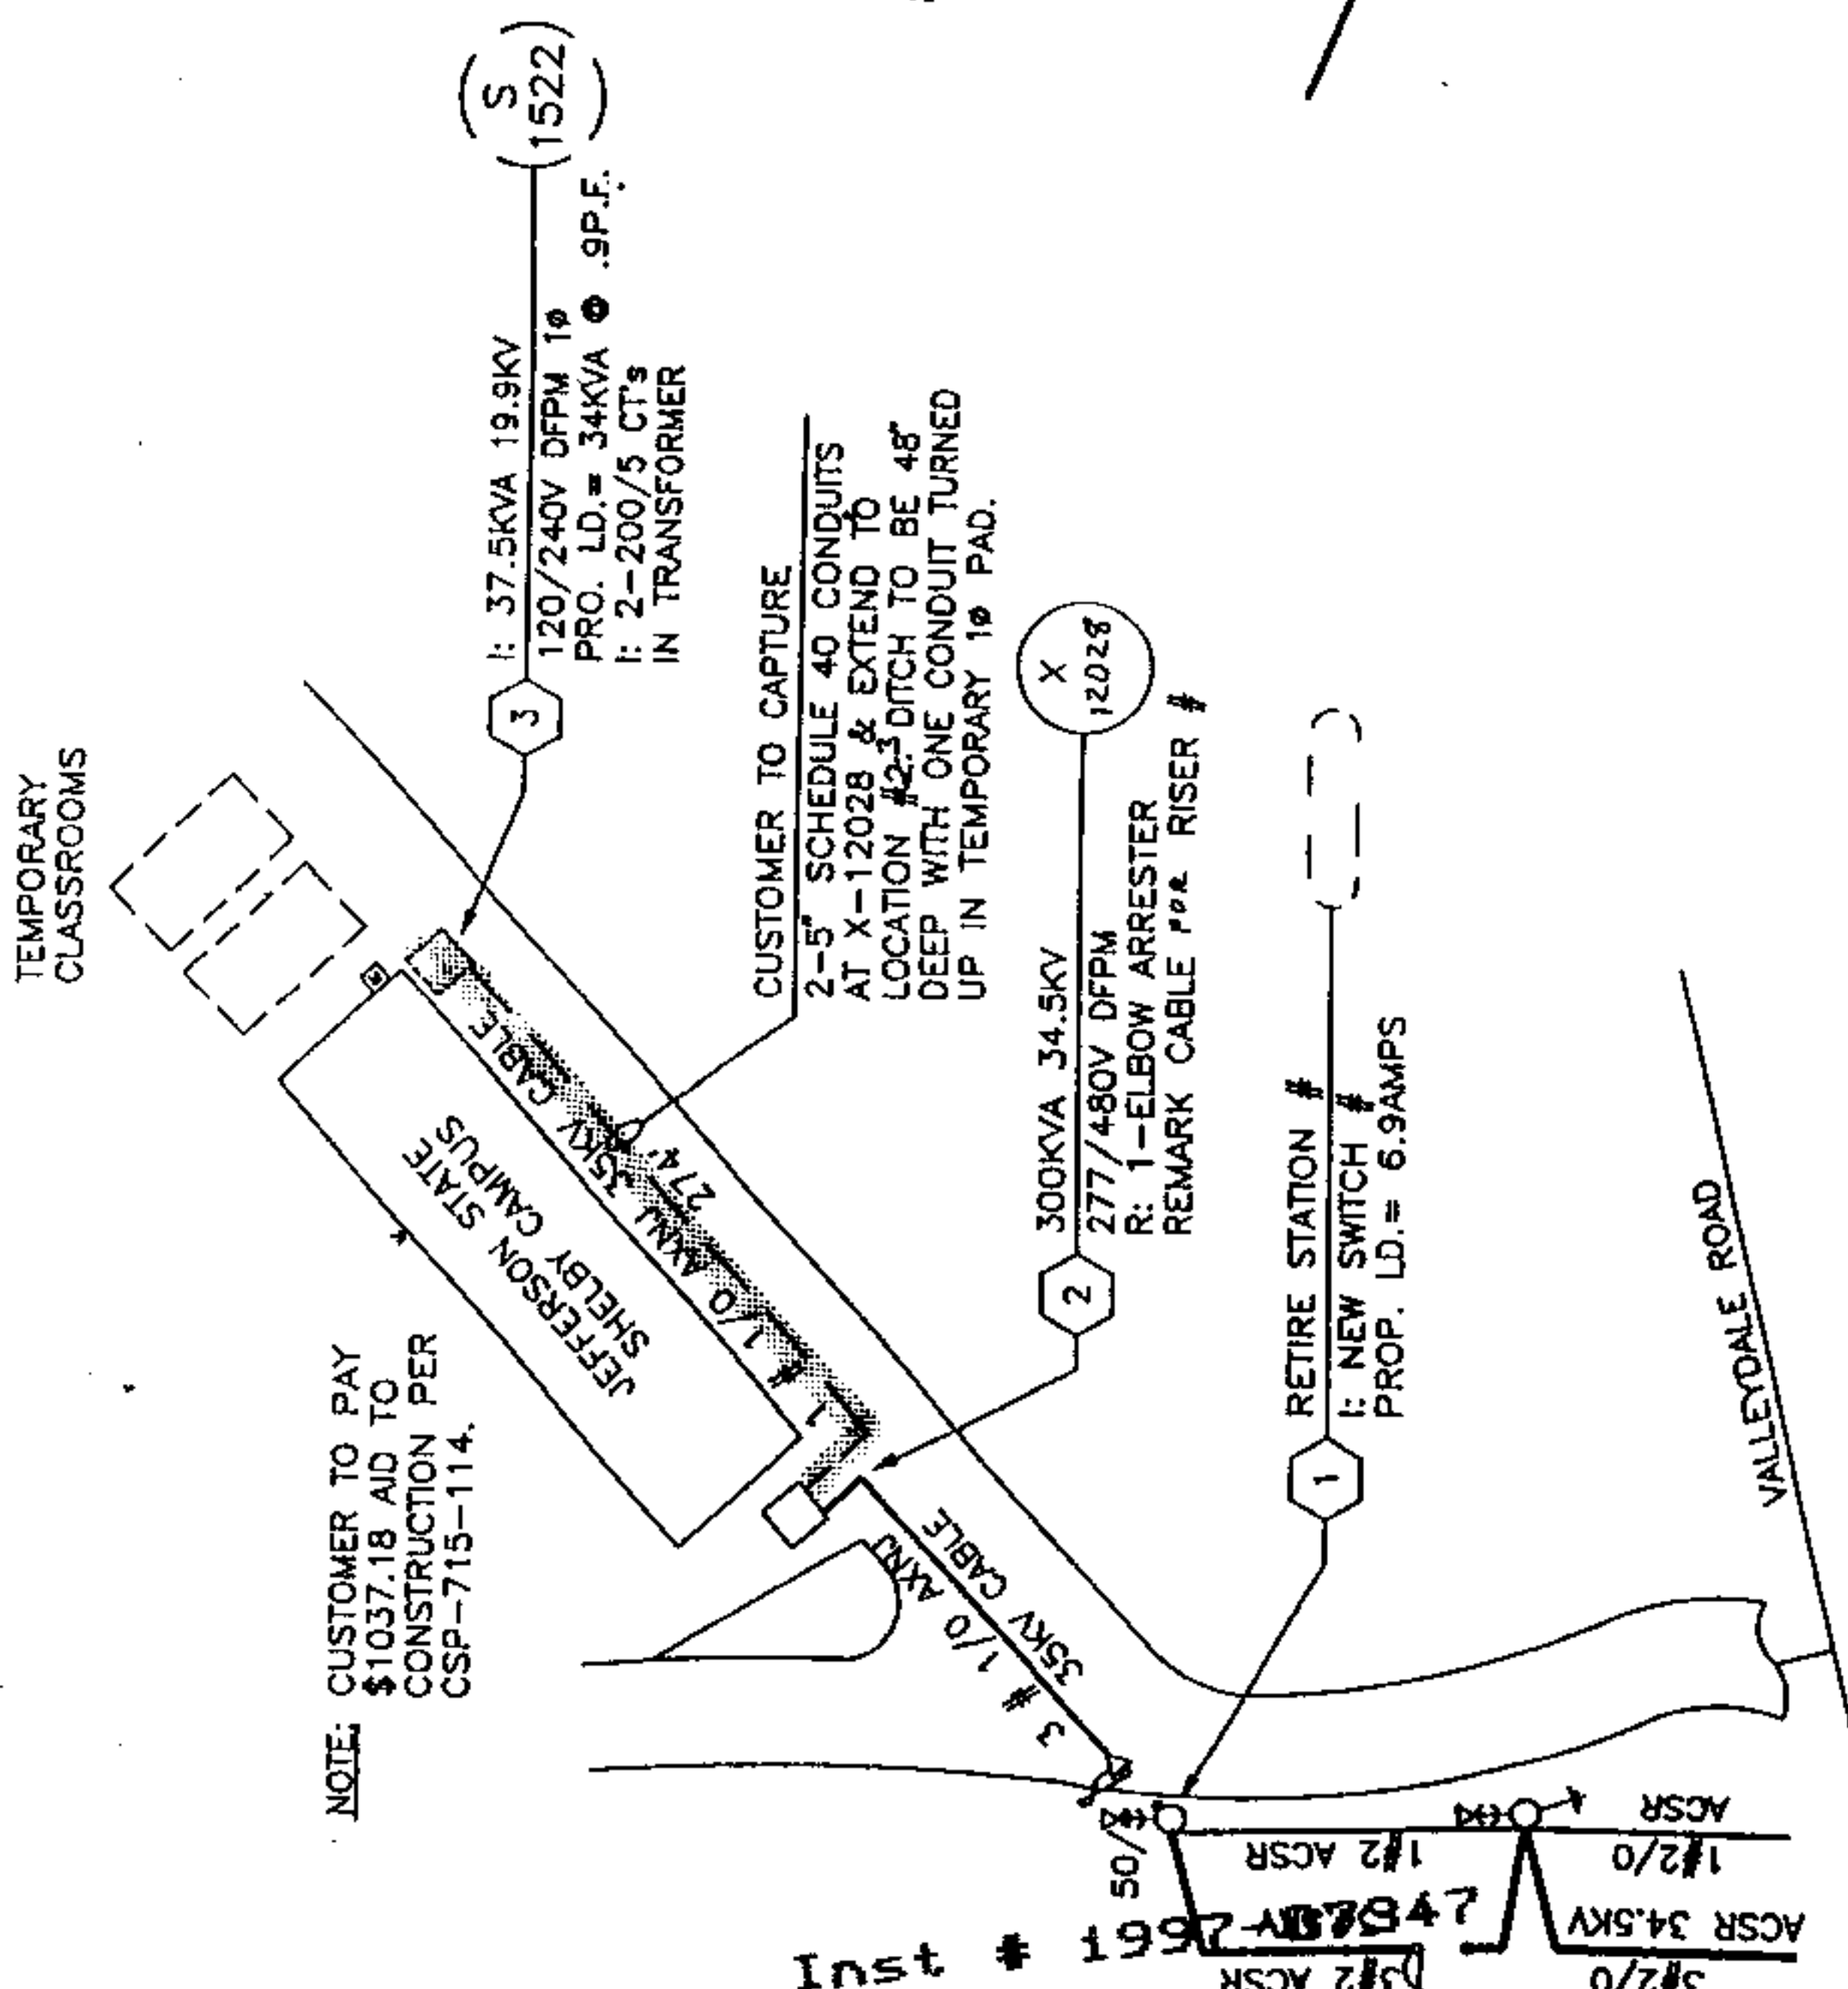 TEMPORARY
CLASSROOMS
S
1522
3
I: 37.5KVA 19.9KV
120/240V DFPM 1ø
PRO. LD.= 34KVA @ .9P.F.
I: 2-200/5 CT's
IN TRANSFORMER
CUSTOMER TO CAPTURE
2-5" SCHEDULE 40 CONDUITS
AT X-12028 & EXTEND TO
LOCATION #2-3 DITCH TO BE 48"
DEEP WITH ONE CONDUIT TURNED
UP IN TEMPORARY 1ø PAD.
X
12028
2
300KVA 34.5KV
277/480V DFPM
R: 1-ELBOW ARRESTER
REMARK CABLE FOR RISER #
1
RETIRE STATION #
I: NEW SWITCH #
PROP. LD.= 6.9AMPS
NOTE: CUSTOMER TO PAY
$1037.18 AID TO
CONSTRUCTION PER
CSP-715-114.
JEFFERSON STATE
SHELBY CAMPUS
1 # 1/0 AXNJ 35KV CABLE
274'
3 # 1/0 AXNJ
35KV CABLE
VALLEYDALE ROAD
50/
1#2 ACSR
3#2 ACSR
1#2/0 ACSR
3#2/0 ACSR 34.5KV
Inst #